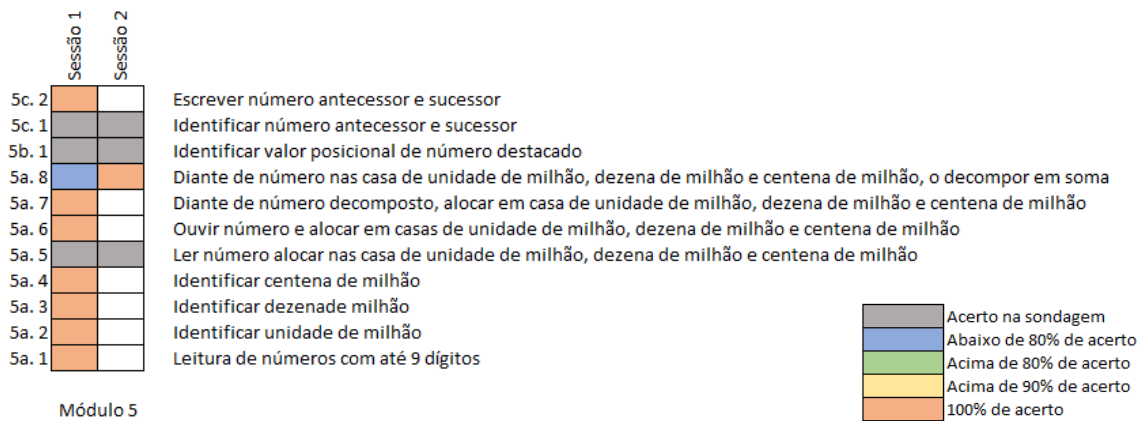 Sessão 1
Sessão 2
5c. 2 Escrever número antecessor e sucessor
5c. 1 Identificar número antecessor e sucessor
5b. 1 Identificar valor posicional de número destacado
5a. 8 Diante de número nas casa de unidade de milhão, dezena de milhão e centena de milhão, o decompor em soma
5a. 7 Diante de número decomposto, alocar em casa de unidade de milhão, dezena de milhão e centena de milhão
5a. 6 Ouvir número e alocar em casas de unidade de milhão, dezena de milhão e centena de milhão
5a. 5 Ler número alocar nas casa de unidade de milhão, dezena de milhão e centena de milhão
5a. 4 Identificar centena de milhão
5a. 3 Identificar dezenade milhão
5a. 2 Identificar unidade de milhão
5a. 1 Leitura de números com até 9 dígitos
Módulo 5
Acerto na sondagem
Abaixo de 80% de acerto
Acima de 80% de acerto
Acima de 90% de acerto
100% de acerto